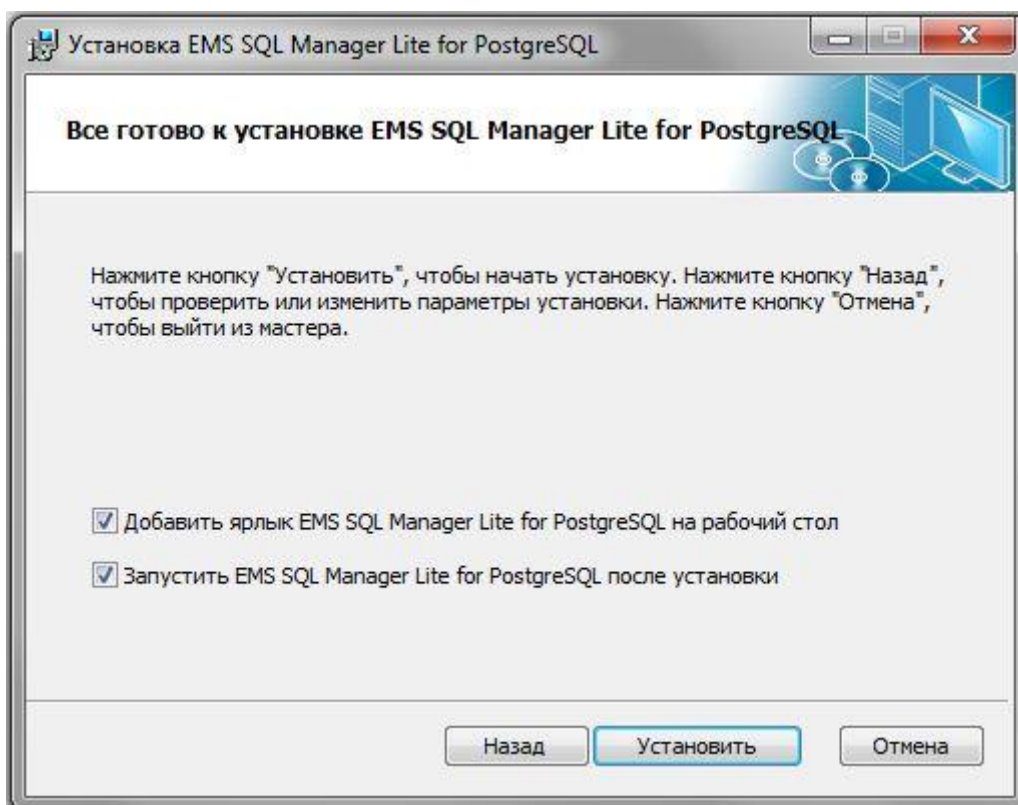 Установка EMS SQL Manager Lite for PostgreSQL
Все готово к установке EMS SQL Manager Lite for PostgreSQL
Нажмите кнопку "Установить", чтобы начать установку. Нажмите кнопку "Назад",
чтобы проверить или изменить параметры установки. Нажмите кнопку "Отмена",
чтобы выйти из мастера.
Добавить ярлык EMS SQL Manager Lite for PostgreSQL на рабочий стол
Запустить EMS SQL Manager Lite for PostgreSQL после установки
Назад Установить Отмена